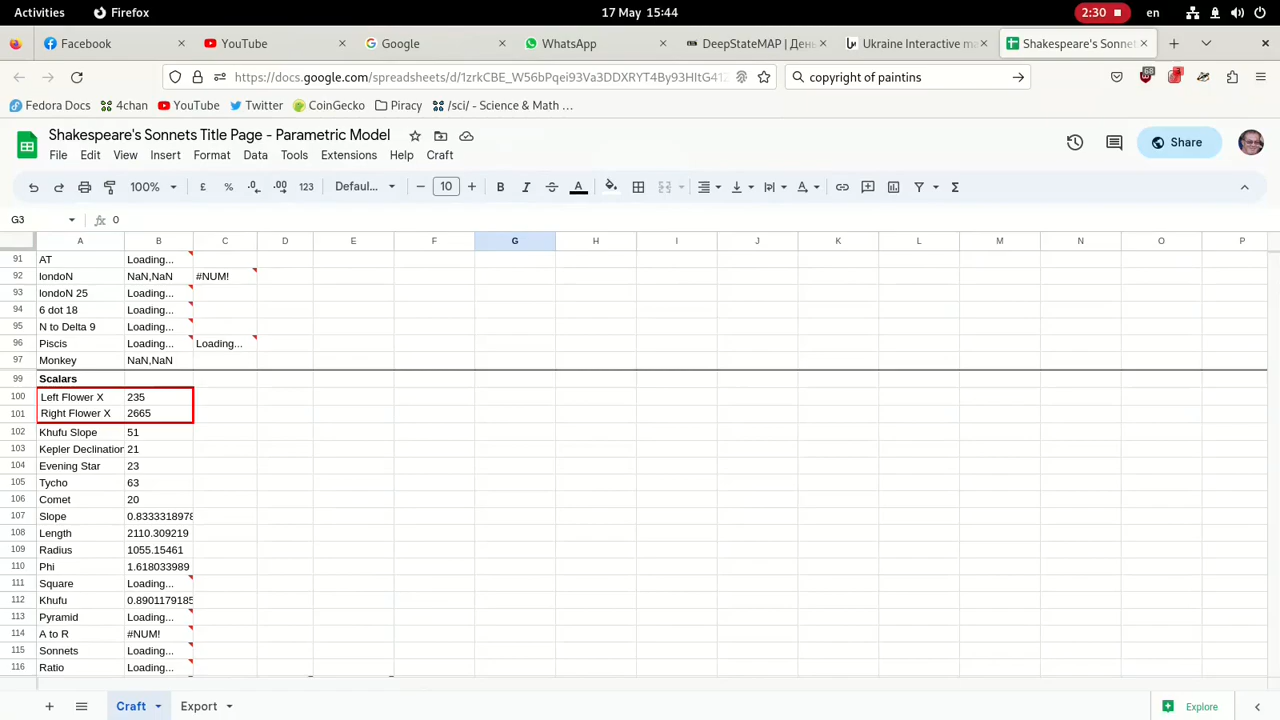 Activities Firefox 17 May 15:44 2:30 en
Facebook YouTube Google WhatsApp DeepStateMAP | День Ukraine Interactive ma Shakespeare's Sonnets
https://docs.google.com/spreadsheets/d/1zrkCBE_W56bPqei93Va3DDXRYT4By93HItG41 copyright of paintins
Fedora Docs 4chan YouTube Twitter CoinGecko Piracy /sci/ - Science & Math …
Shakespeare's Sonnets Title Page - Parametric Model
Share
File Edit View Insert Format Data Tools Extensions Help Craft
100% £ % .0 .00 123 Defaul... 10 B I A Σ
G3 fx 0
A B C D E F G H I J K L M N O P
91 AT Loading...
92 londoN NaN,NaN #NUM!
93 londoN 25 Loading...
94 6 dot 18 Loading...
95 N to Delta 9 Loading...
96 Piscis Loading... Loading...
97 Monkey NaN,NaN
99 Scalars
100 Left Flower X 235
101 Right Flower X 2665
102 Khufu Slope 51
103 Kepler Declination 21
104 Evening Star 23
105 Tycho 63
106 Comet 20
107 Slope 0.8333318978
108 Length 2110.309219
109 Radius 1055.15461
110 Phi 1.618033989
111 Square Loading...
112 Khufu 0.8901179185
113 Pyramid Loading...
114 A to R #NUM!
115 Sonnets Loading...
116 Ratio Loading...
Craft Export Explore